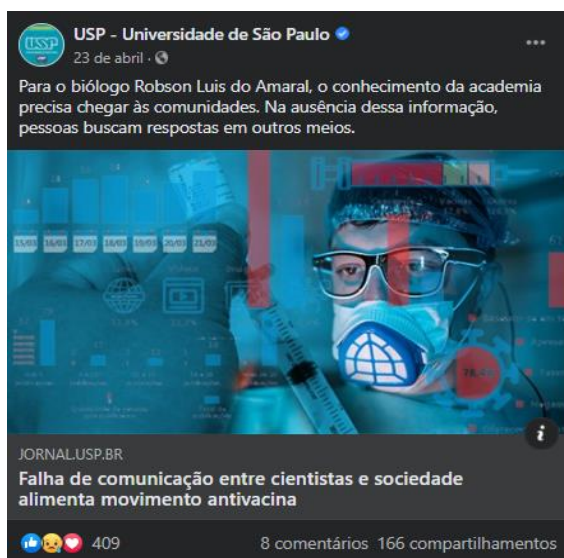 USP
USP - Universidade de São Paulo
23 de abril ·
Para o biólogo Robson Luis do Amaral, o conhecimento da academia
precisa chegar às comunidades. Na ausência dessa informação,
pessoas buscam respostas em outros meios.
15/03 16/03 17/03 18/03 19/03 20/03 21/03
78,4%
JORNAL.USP.BR
Falha de comunicação entre cientistas e sociedade
alimenta movimento antivacina
409
8 comentários 166 compartilhamentos